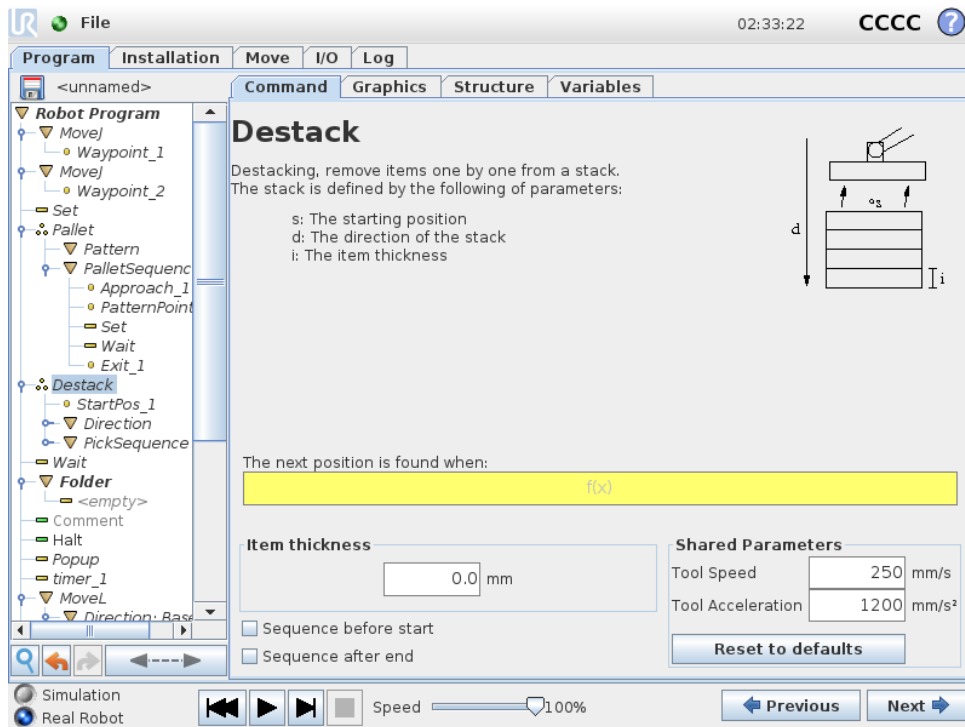 UR File 02:33:22 CCCC ?
Program Installation Move I/O Log
<unnamed>
Command Graphics Structure Variables
Robot Program
MoveJ
Waypoint_1
MoveJ
Waypoint_2
Set
Pallet
Pattern
PalletSequenc
Approach_1
PatternPoint
Set
Wait
Exit_1
Destack
StartPos_1
Direction
PickSequence
Wait
Folder
<empty>
Comment
Halt
Popup
timer_1
MoveL
Direction: Base
Destack
Destacking, remove items one by one from a stack.
The stack is defined by the following of parameters:
s: The starting position
d: The direction of the stack
i: The item thickness
s
d
i
The next position is found when:
f(x)
Item thickness
0.0 mm
Sequence before start
Sequence after end
Shared Parameters
Tool Speed 250 mm/s
Tool Acceleration 1200 mm/s²
Reset to defaults
Simulation
Real Robot
Speed 100%
Previous Next